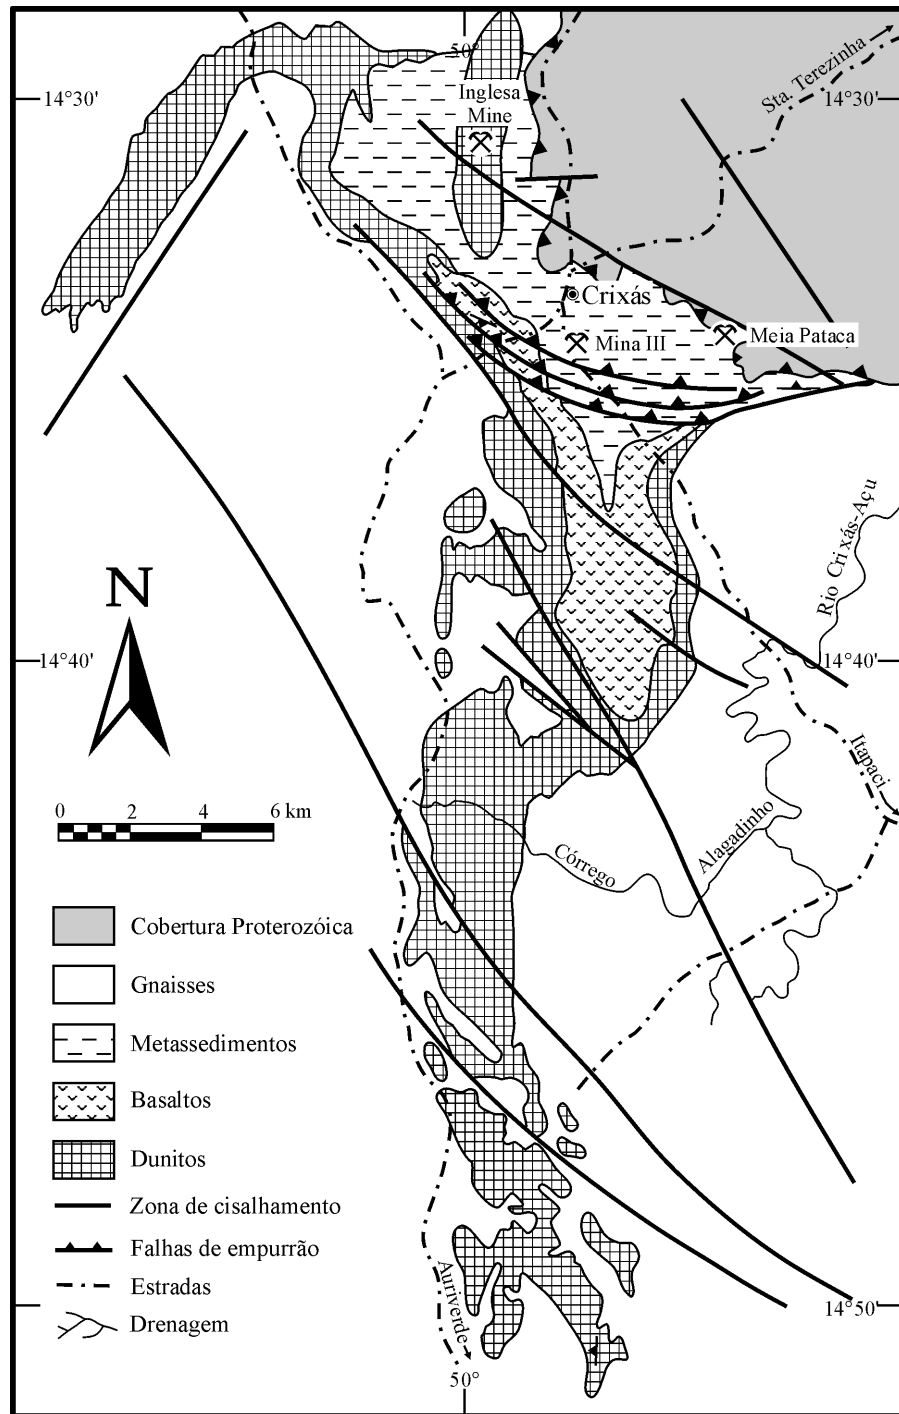 50°
14°30'
14°30'
Sta. Terezinha
Inglesa
Mine
Crixás
Mina III
Meia Pataca
Rio Crixás-Açu
N
14°40'
14°40'
Itapaci
0 2 4 6 km
Córrego
Alagadinho
Cobertura Proterozóica
Gnaisses
Metassedimentos
Basaltos
Dunitos
Zona de cisalhamento
Falhas de empurrão
Estradas
Drenagem
Auriverde
14°50'
50°